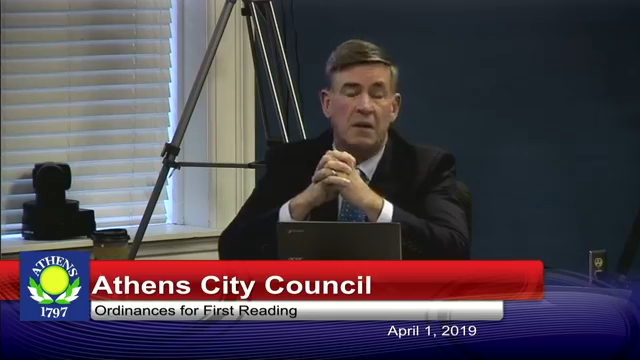 ATHENS
1797
Athens City Council
Ordinances for First Reading
April 1, 2019